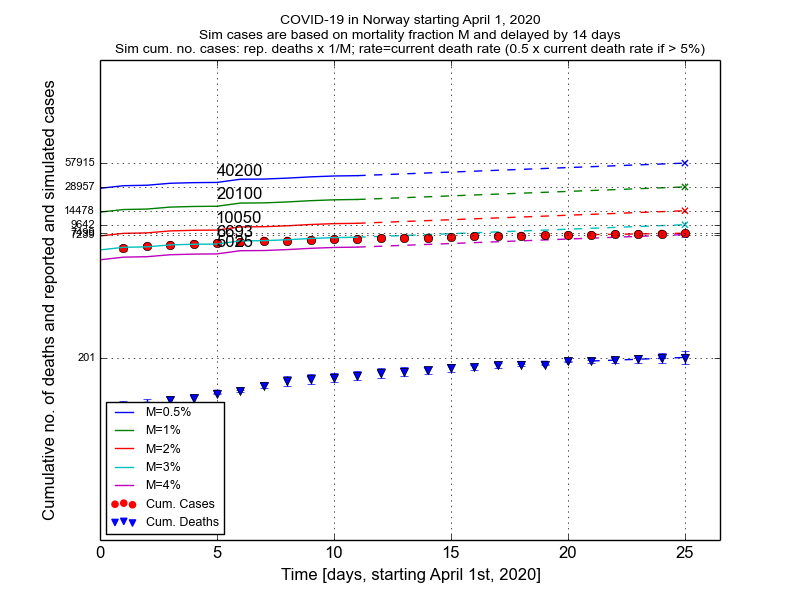 COVID-19 in Norway starting April 1, 2020
Sim cases are based on mortality fraction M and delayed by 14 days
Sim cum. no. cases: rep. deaths x 1/M; rate=current death rate (0.5 x current death rate if > 5%)
Cumulative no. of deaths and reported and simulated cases
57915
28957
14478
9642
201
40200
20100
10050
6693
5025
M=0.5%
M=1%
M=2%
M=3%
M=4%
Cum. Cases
Cum. Deaths
0
5
10
15
20
25
Time [days, starting April 1st, 2020]